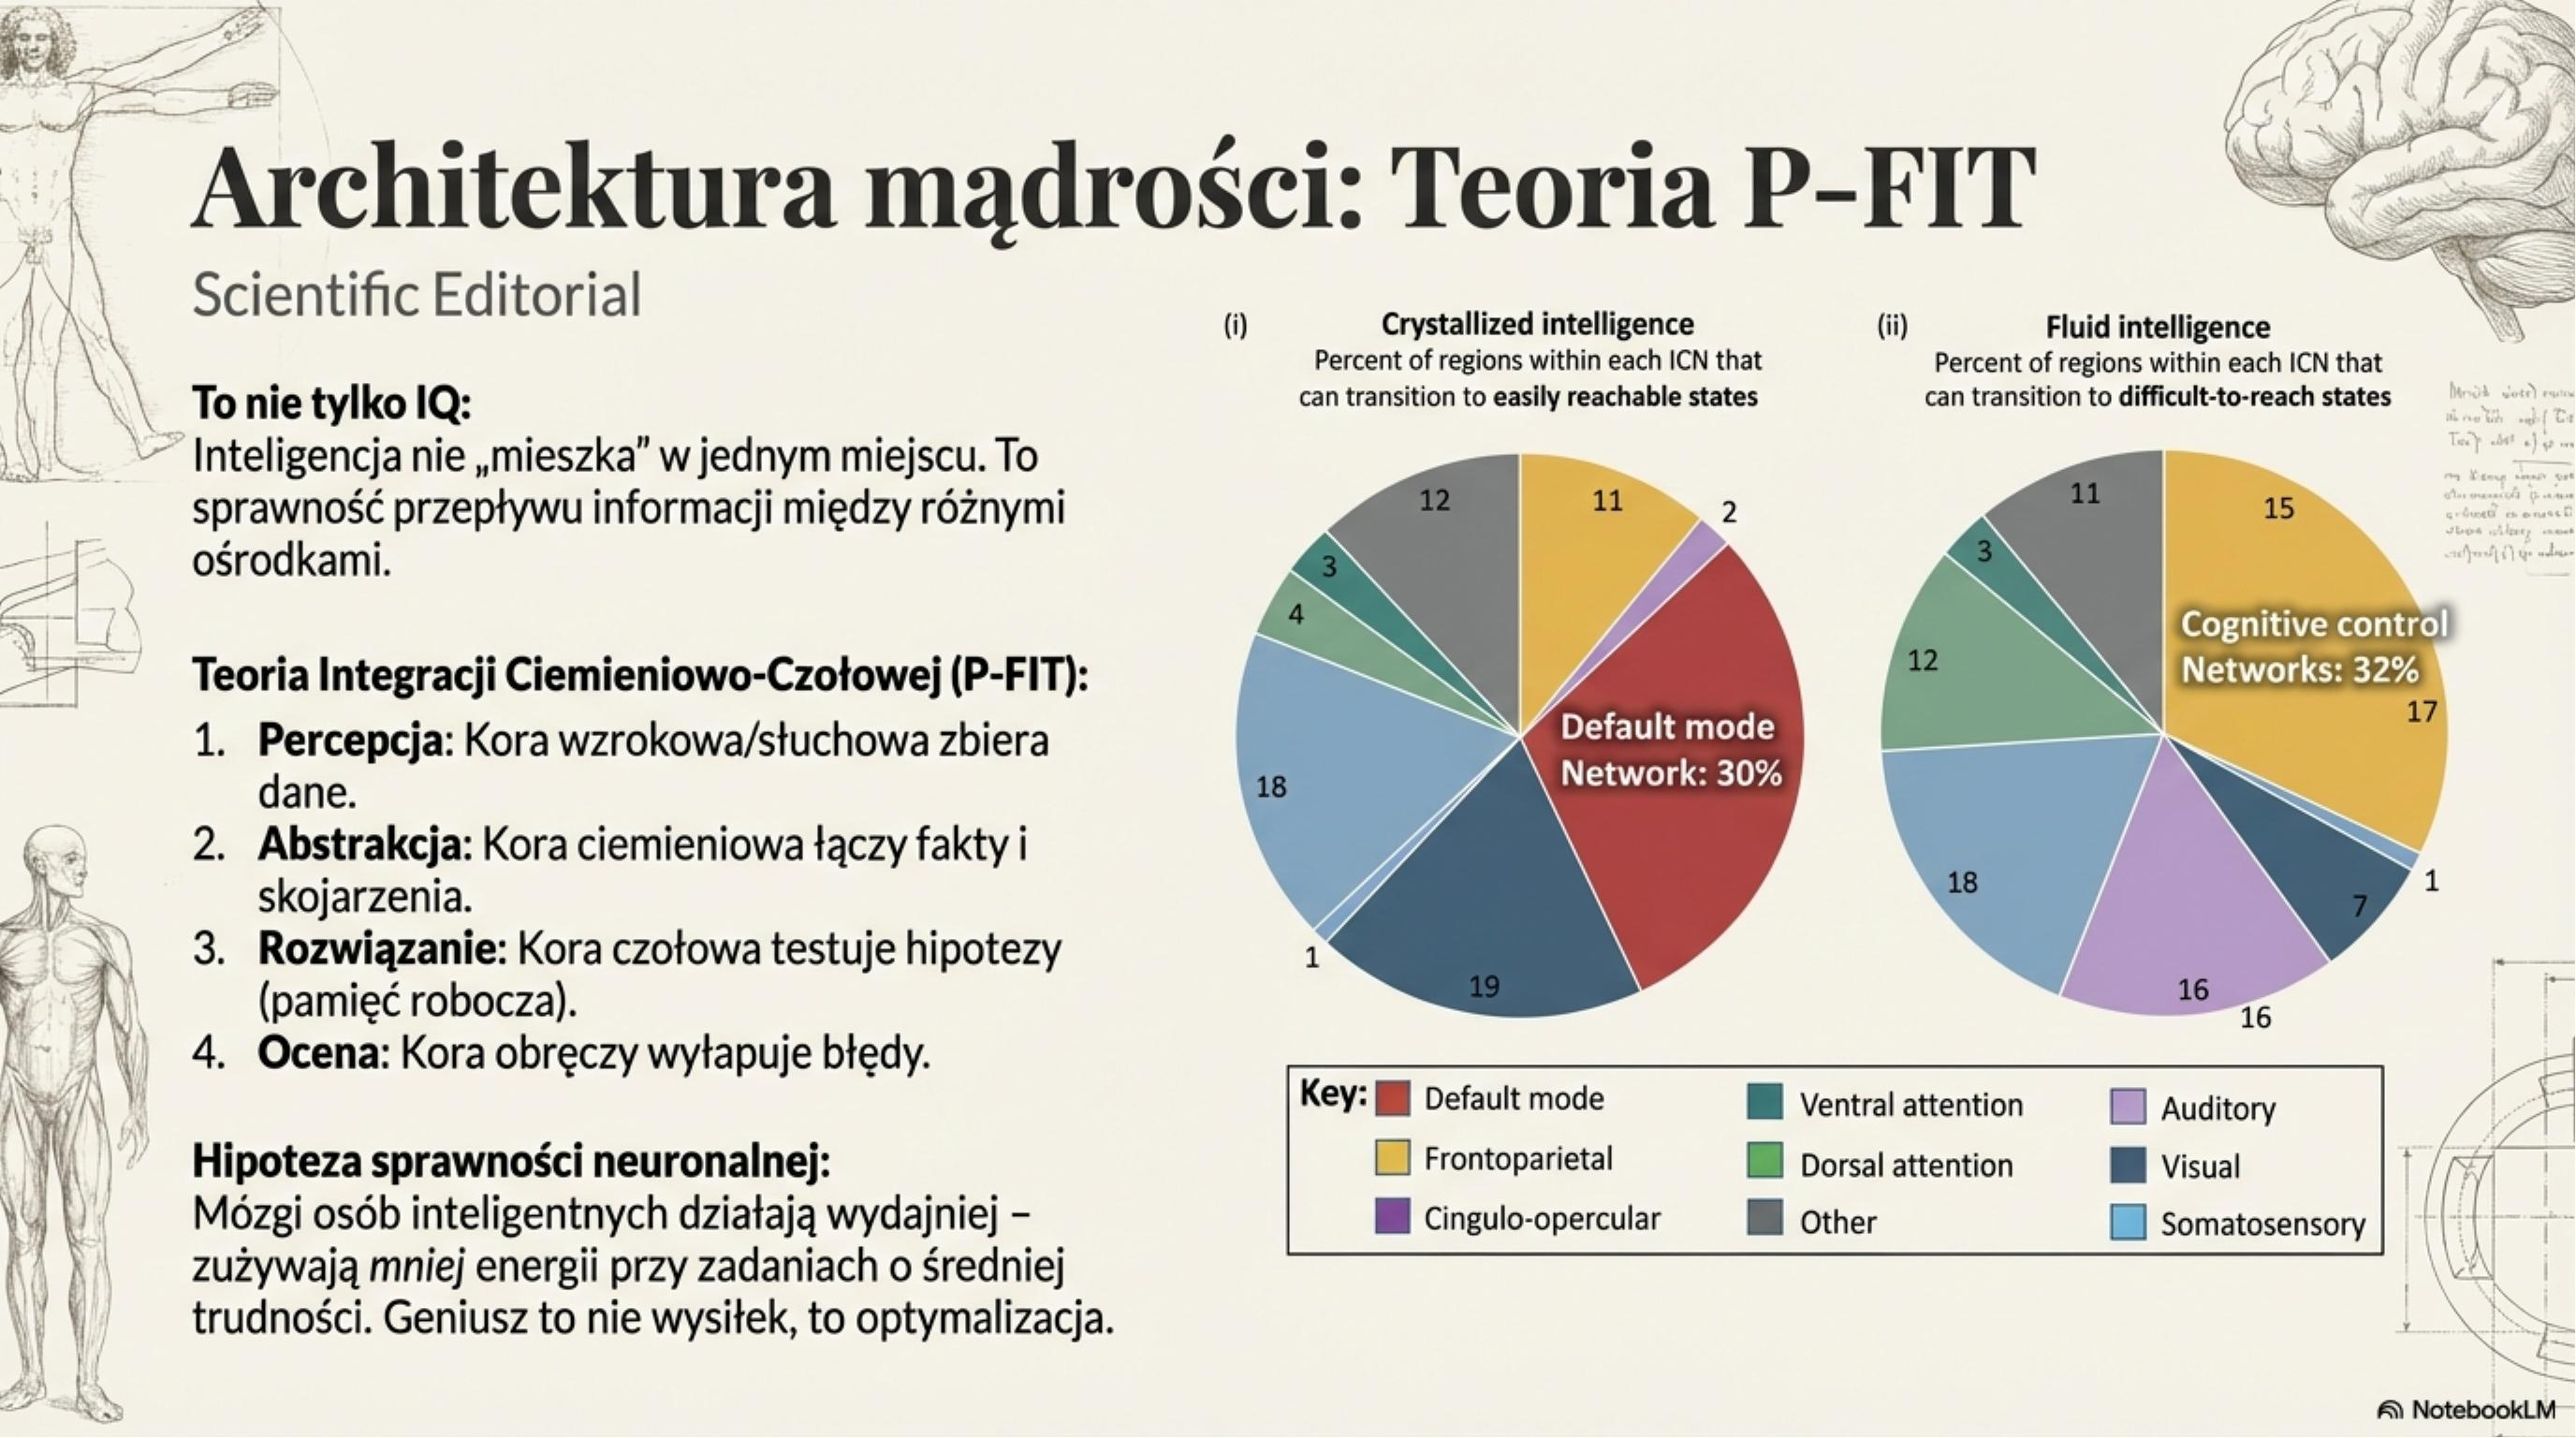 Architektura mądrości: Teoria P-FIT
Scientific Editorial
To nie tylko IQ:
Inteligencja nie „mieszka” w jednym miejscu. To
sprawność przepływu informacji między różnymi
ośrodkami.
Teoria Integracji Ciemieniowo-Czołowej (P-FIT):
1. Percepcja: Kora wzrokowa/słuchowa zbiera
dane.
2. Abstrakcja: Kora ciemieniowa łączy fakty i
skojarzenia.
3. Rozwiązanie: Kora czołowa testuje hipotezy
(pamięć robocza).
4. Ocena: Kora obręczy wyłapuje błędy.
Hipoteza sprawności neuronalnej:
Mózgi osób inteligentnych działają wydajniej –
zużywają mniej energii przy zadaniach o średniej
trudności. Geniusz to nie wysiłek, to optymalizacja.
(i) Crystallized intelligence
Percent of regions within each ICN that
can transition to easily reachable states
12
11
2
3
4
Default mode
Network: 30%
18
1
19
(ii) Fluid intelligence
Percent of regions within each ICN that
can transition to difficult-to-reach states
11
15
3
Cognitive control
Networks: 32%
12
17
18
1
7
16
16
Key:
Default mode
Ventral attention
Auditory
Frontoparietal
Dorsal attention
Visual
Cingulo-opercular
Other
Somatosensory
NotebookLM